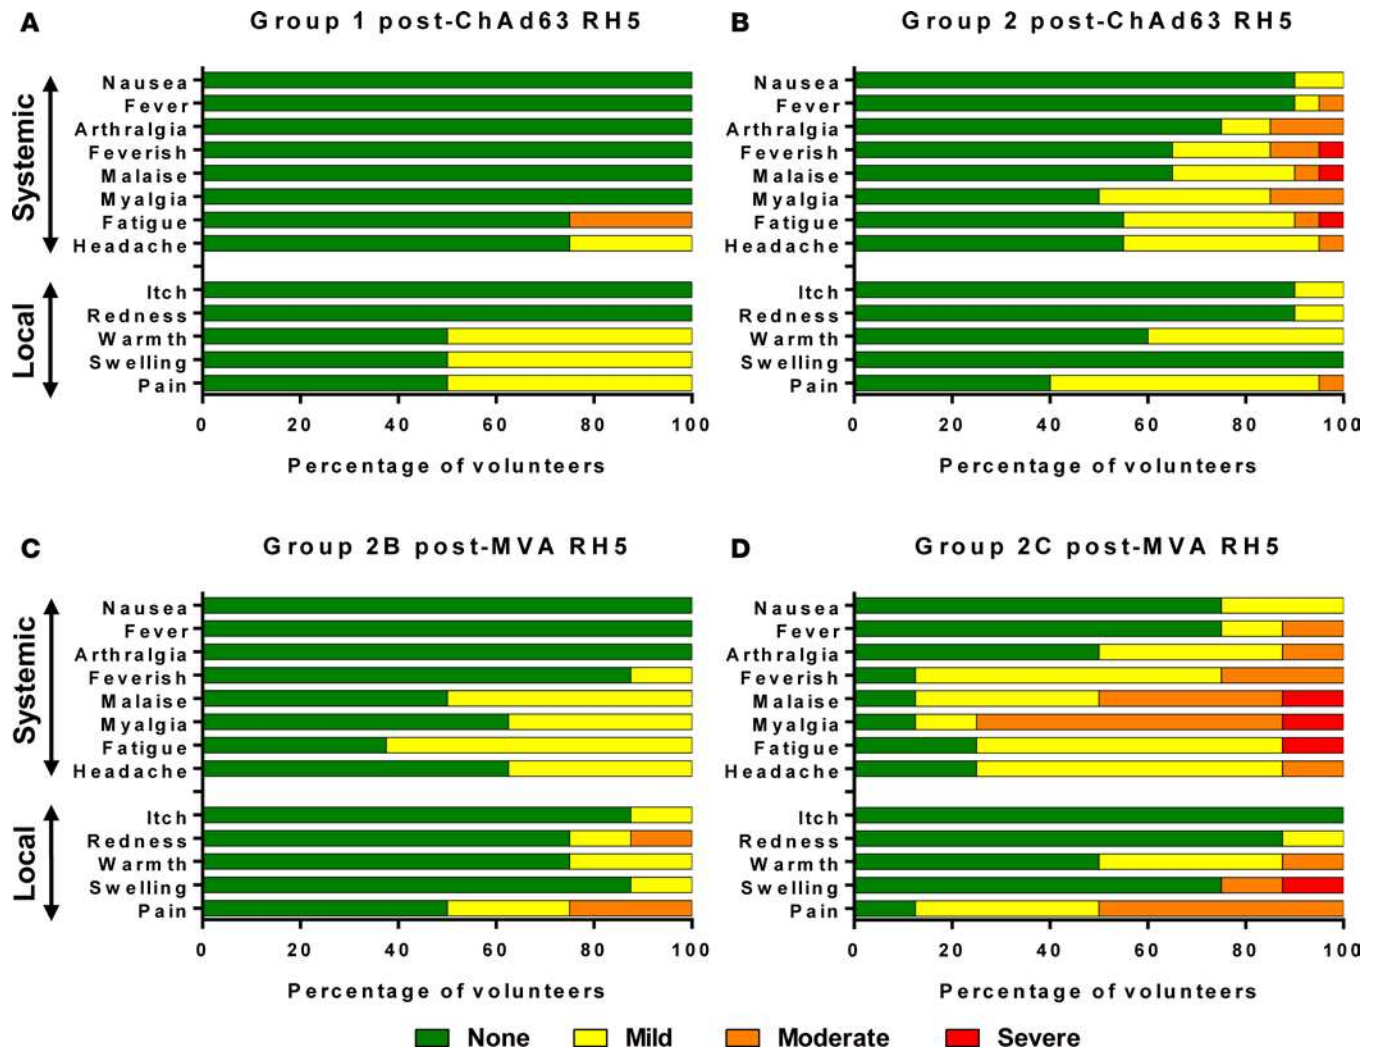 A Group 1 post-ChAd63 RH5
Systemic
Nausea
Fever
Arthralgia
Feverish
Malaise
Myalgia
Fatigue
Headache
Local
Itch
Redness
Warmth
Swelling
Pain
0 20 40 60 80 100
Percentage of volunteers
B Group 2 post-ChAd63 RH5
Nausea
Fever
Arthralgia
Feverish
Malaise
Myalgia
Fatigue
Headache
Itch
Redness
Warmth
Swelling
Pain
0 20 40 60 80 100
Percentage of volunteers
C Group 2B post-MVA RH5
Systemic
Nausea
Fever
Arthralgia
Feverish
Malaise
Myalgia
Fatigue
Headache
Local
Itch
Redness
Warmth
Swelling
Pain
0 20 40 60 80 100
Percentage of volunteers
D Group 2C post-MVA RH5
Nausea
Fever
Arthralgia
Feverish
Malaise
Myalgia
Fatigue
Headache
Itch
Redness
Warmth
Swelling
Pain
0 20 40 60 80 100
Percentage of volunteers
None Mild Moderate Severe